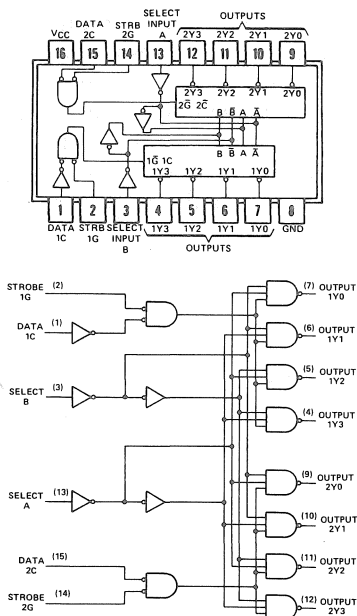 SELECT
DATA STRB INPUT OUTPUTS
VCC 2C 2G A 2Y3 2Y2 2Y1 2Y0
16 15 14 13 12 11 10 9
2Y3 2Y2 2Y1 2Y0
2G̅ 2C̅
B B̅ A A̅
B B̅ A A̅
1G̅ 1C
1Y3 1Y2 1Y1 1Y0
1 2 3 4 5 6 7 8
DATA STRB SELECT 1Y3 1Y2 1Y1 1Y0 GND
1C 1G INPUT OUTPUTS
B
STROBE (2)
1G
DATA (1)
1C
SELECT (3)
B
SELECT (13)
A
DATA (15)
2C
STROBE (14)
2G
(7) OUTPUT
1Y0
(6) OUTPUT
1Y1
(5) OUTPUT
1Y2
(4) OUTPUT
1Y3
(9) OUTPUT
2Y0
(10) OUTPUT
2Y1
(11) OUTPUT
2Y2
(12) OUTPUT
2Y3